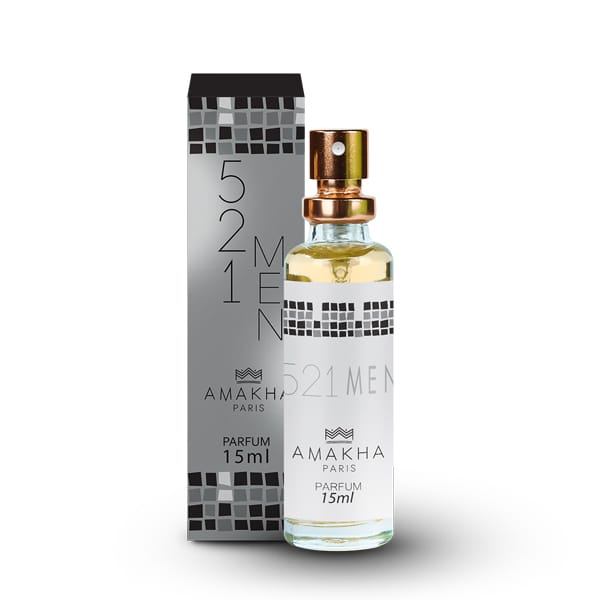 5
2
1
MEN
AMAKHA
PARIS
PARFUM
15ml
521 MEN
AMAKHA
PARIS
PARFUM
15ml